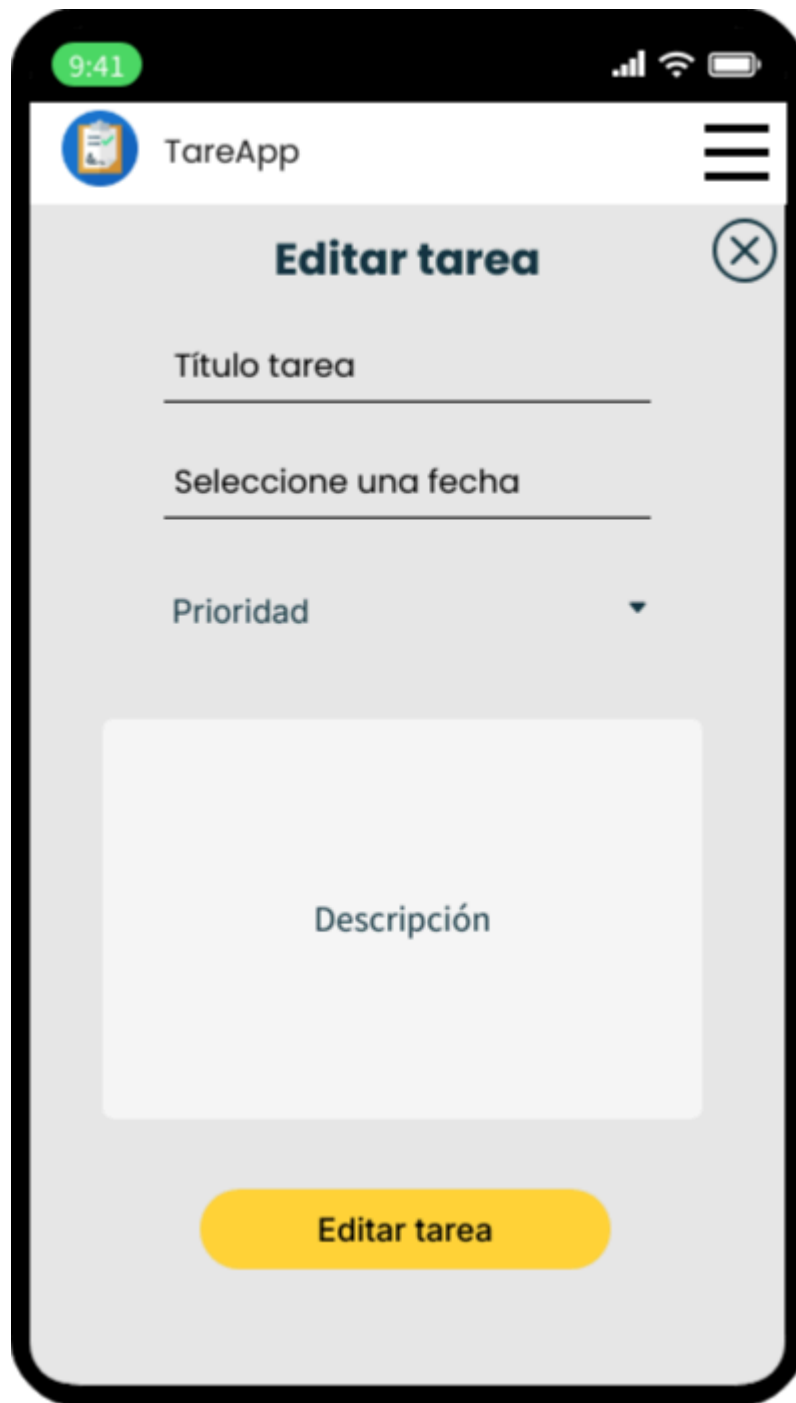 9:41
TareApp
Editar tarea
Título tarea
Seleccione una fecha
Prioridad
Descripción
Editar tarea